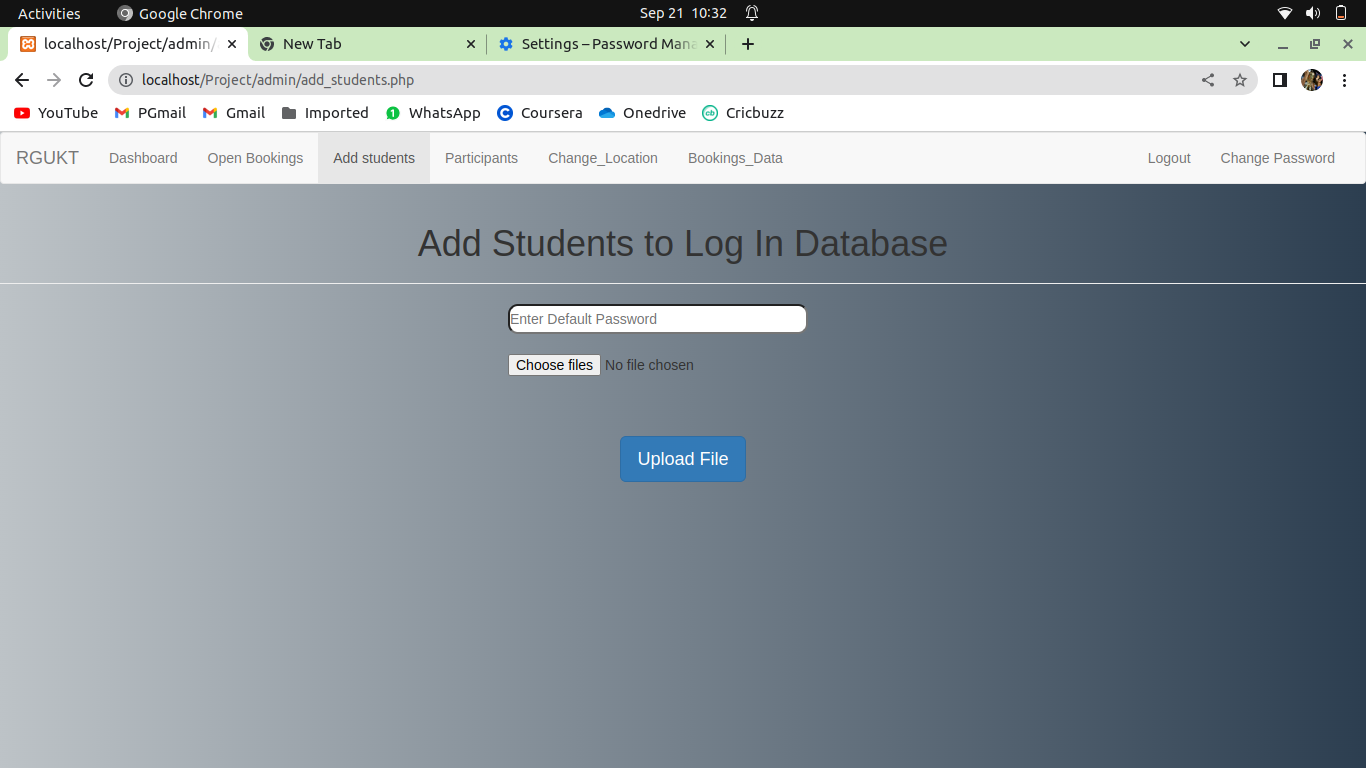 Activities Google Chrome Sep 21 10:32
localhost/Project/admin/ New Tab Settings – Password Mana
localhost/Project/admin/add_students.php
YouTube PGmail Gmail Imported 1 WhatsApp Coursera Onedrive cb Cricbuzz
RGUKT Dashboard Open Bookings Add students Participants Change_Location Bookings_Data Logout Change Password
Add Students to Log In Database
Enter Default Password
Choose files No file chosen
Upload File